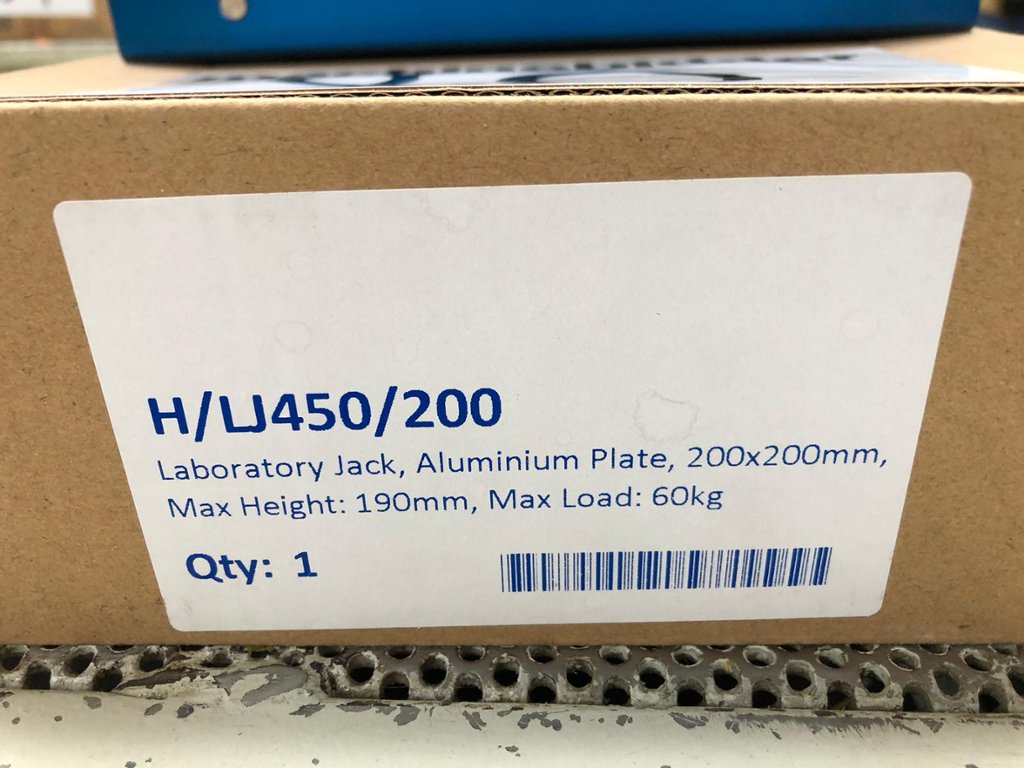 H/LJ450/200
Laboratory Jack, Aluminium Plate, 200x200mm,
Max Height: 190mm, Max Load: 60kg
Qty: 1